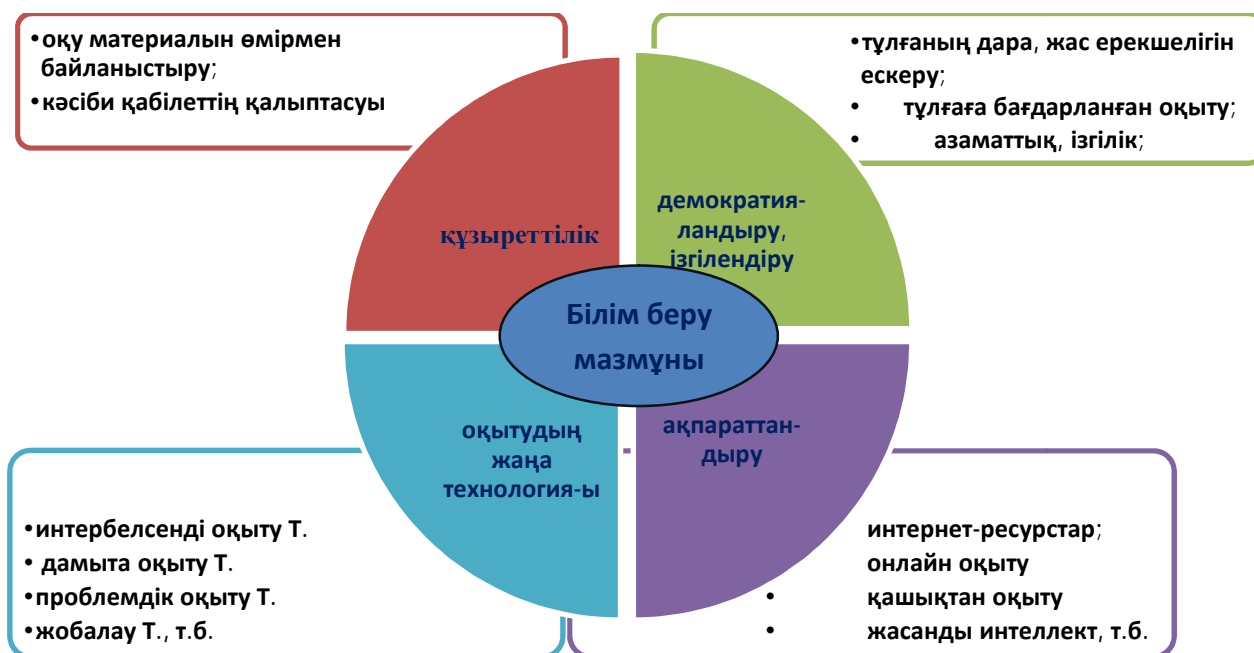 •оқу материалын өмірмен
байланыстыру;
•кәсіби қабілеттің қалыптасуы
•тұлғаның дара, жас ерекшелігін
ескеру;
• тұлғаға бағдарланған оқыту;
• азаматтық, ізгілік;
құзыреттілік
демократия-
ландыру,
ізгілендіру
Білім беру
мазмұны
оқытудың
жаңа
технология-ы
ақпараттан-
дыру
•интербелсенді оқыту Т.
• дамыта оқыту Т.
•проблемдік оқыту Т.
•жобалау Т., т.б.
интернет-ресурстар;
онлайн оқыту
• қашықтан оқыту
• жасанды интеллект, т.б.